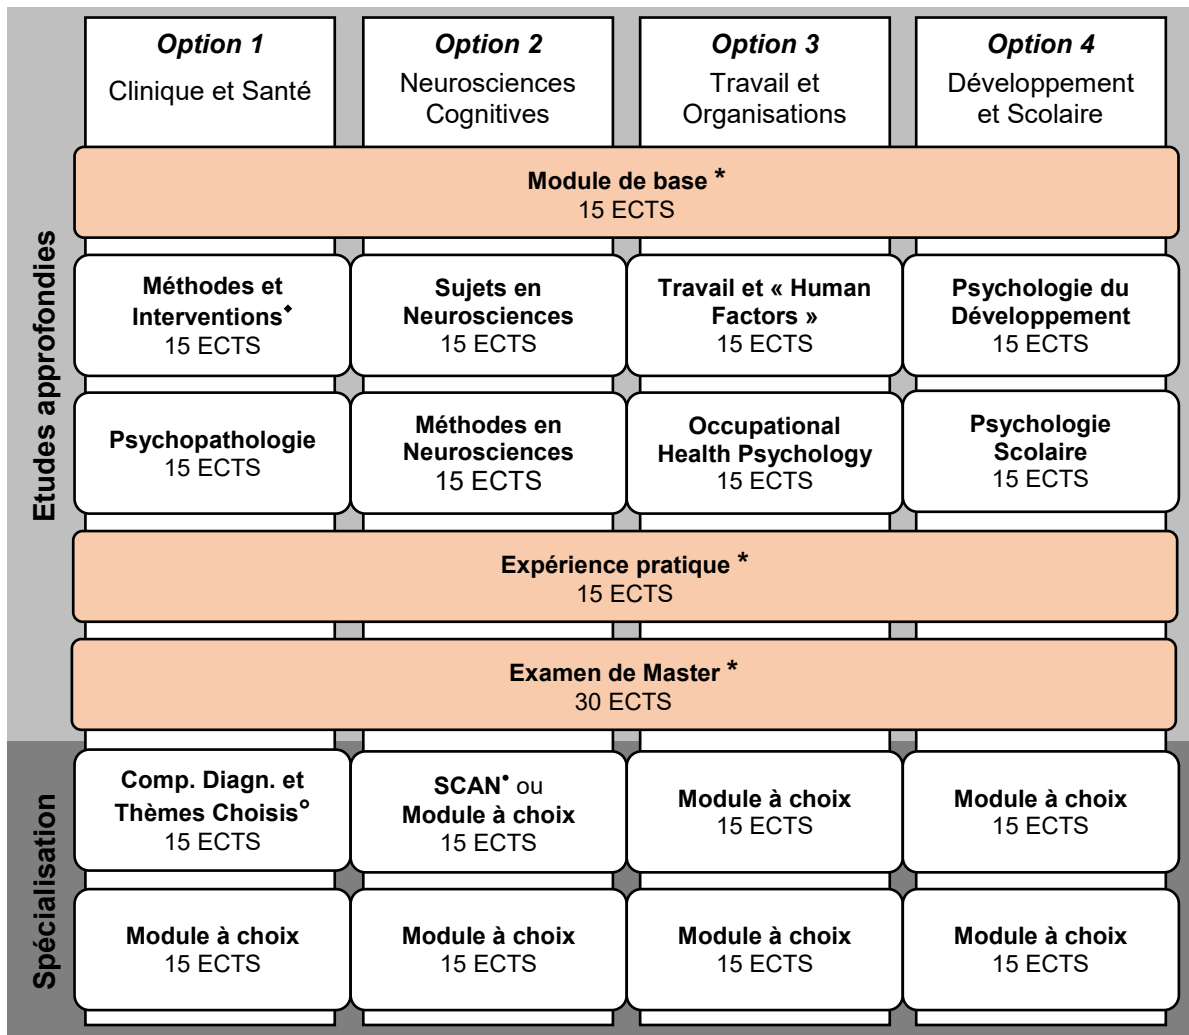 Option 1
Clinique et Santé
Option 2
Neurosciences
Cognitives
Option 3
Travail et
Organisations
Option 4
Développement
et Scolaire
Etudes approfondies
Module de base *
15 ECTS
Méthodes et
Interventions◆
15 ECTS
Sujets en
Neurosciences
15 ECTS
Travail et « Human
Factors »
15 ECTS
Psychologie du
Développement
15 ECTS
Psychopathologie
15 ECTS
Méthodes en
Neurosciences
15 ECTS
Occupational
Health Psychology
15 ECTS
Psychologie
Scolaire
15 ECTS
Expérience pratique *
15 ECTS
Examen de Master *
30 ECTS
Spécialisation
Comp. Diagn. et
Thèmes Choisis°
15 ECTS
SCAN• ou
Module à choix
15 ECTS
Module à choix
15 ECTS
Module à choix
15 ECTS
Module à choix
15 ECTS
Module à choix
15 ECTS
Module à choix
15 ECTS
Module à choix
15 ECTS